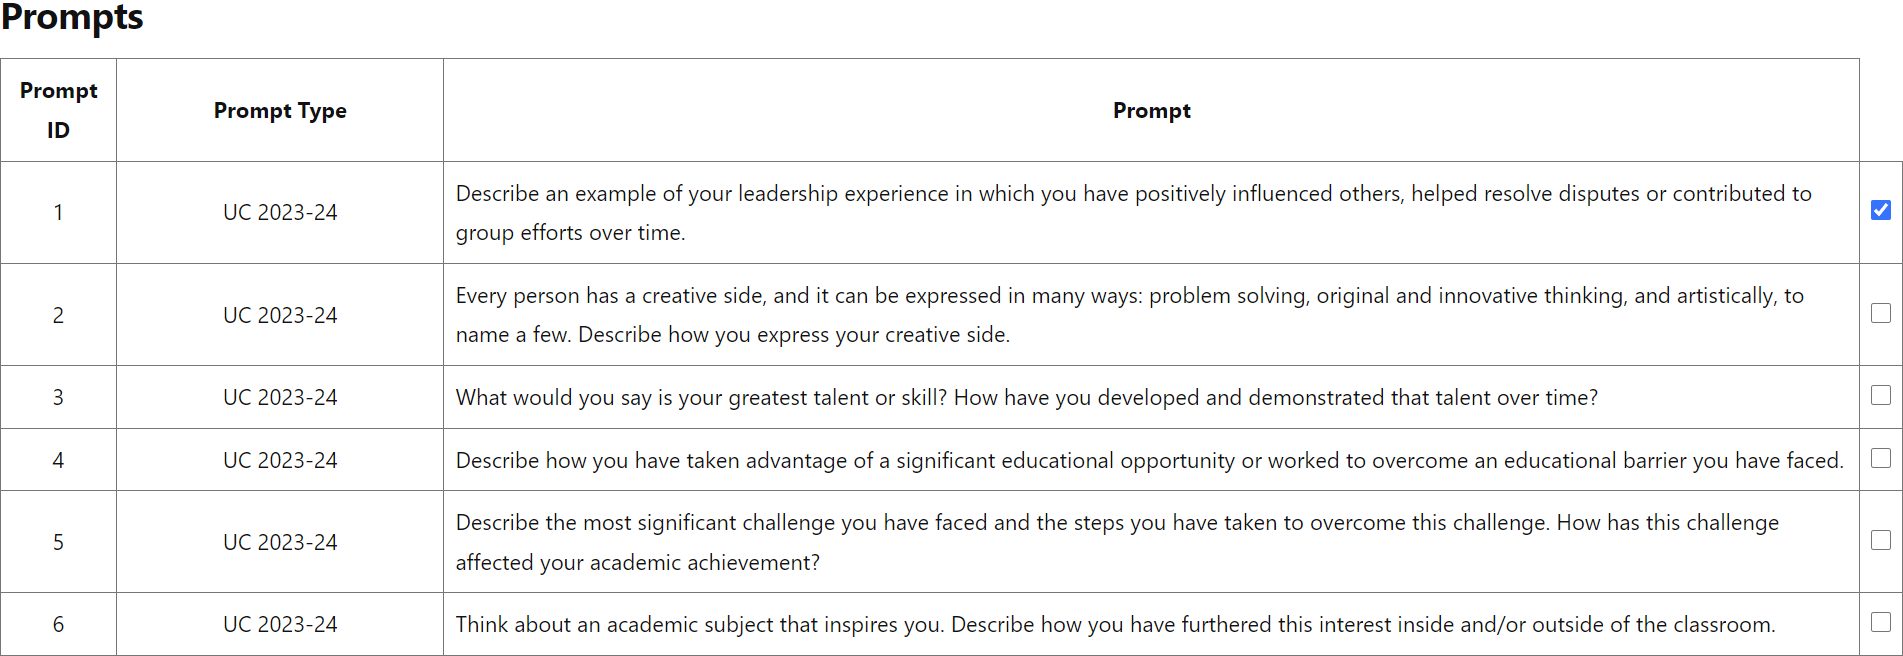 Prompts
Prompt
ID
Prompt Type
Prompt
1
UC 2023-24
Describe an example of your leadership experience in which you have positively influenced others, helped resolve disputes or contributed to
group efforts over time.
2
UC 2023-24
Every person has a creative side, and it can be expressed in many ways: problem solving, original and innovative thinking, and artistically, to
name a few. Describe how you express your creative side.
3
UC 2023-24
What would you say is your greatest talent or skill? How have you developed and demonstrated that talent over time?
4
UC 2023-24
Describe how you have taken advantage of a significant educational opportunity or worked to overcome an educational barrier you have faced.
5
UC 2023-24
Describe the most significant challenge you have faced and the steps you have taken to overcome this challenge. How has this challenge
affected your academic achievement?
6
UC 2023-24
Think about an academic subject that inspires you. Describe how you have furthered this interest inside and/or outside of the classroom.